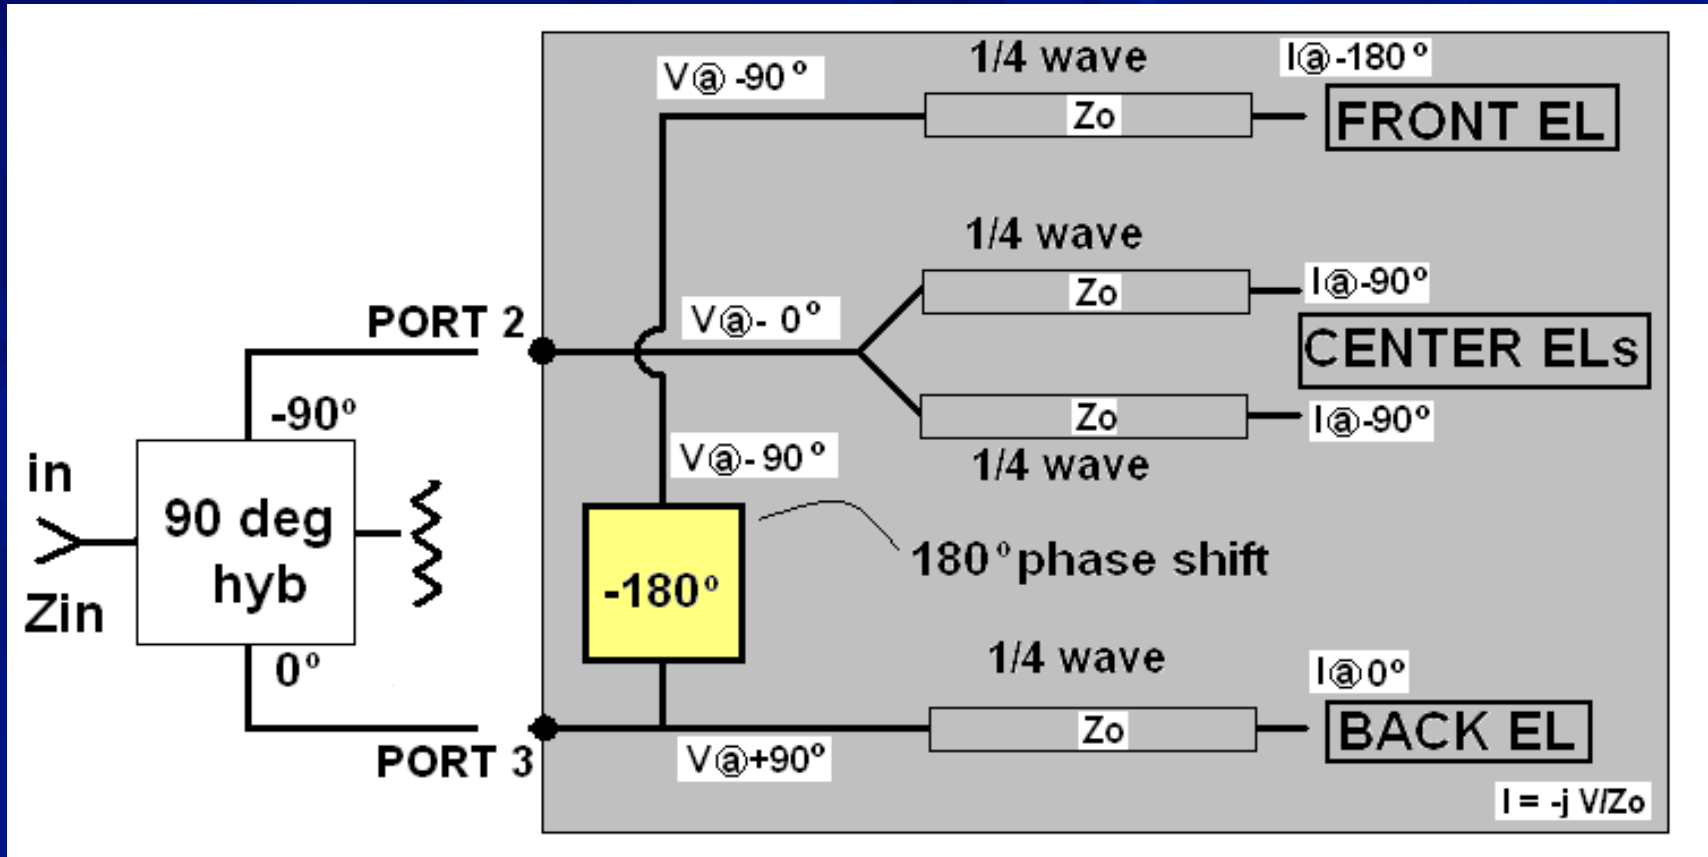 1/4 wave
I@-180°
V@-90°
Zo
FRONT EL
1/4 wave
I@-90°
Zo
PORT 2
V@- 0°
CENTER ELs
-90°
Zo
I@-90°
V@- 90°
1/4 wave
in
90 deg
hyb
Zin
180° phase shift
-180°
0°
1/4 wave
I@0°
Zo
BACK EL
PORT 3
V@+90°
I = -j V/Zo